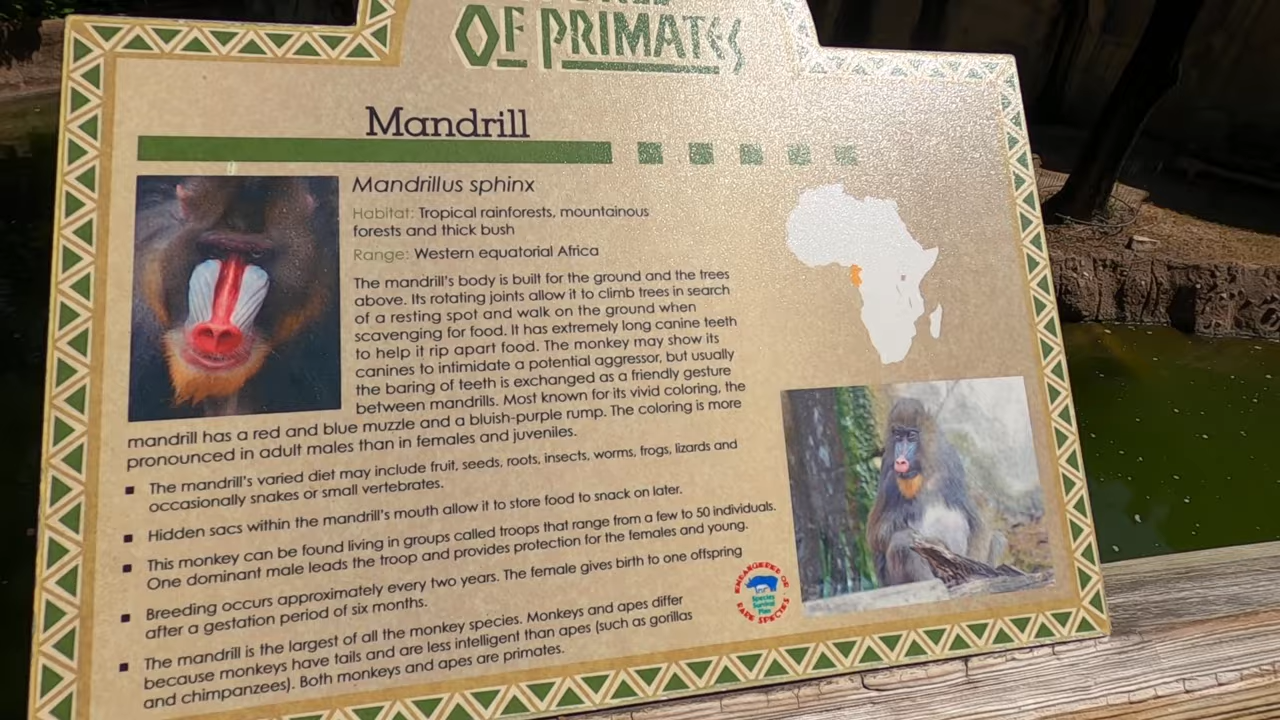 OF PRIMATES
Mandrill
Mandrillus sphinx
Habitat: Tropical rainforests, mountainous
forests and thick bush
Range: Western equatorial Africa
The mandrill's body is built for the ground and the trees
above. Its rotating joints allow it to climb trees in search
of a resting spot and walk on the ground when
scavenging for food. It has extremely long canine teeth
to help it rip apart food. The monkey may show its
canines to intimidate a potential aggressor, but usually
the baring of teeth is exchanged as a friendly gesture
between mandrills. Most known for its vivid coloring, the
mandrill has a red and blue muzzle and a bluish-purple rump. The coloring is more
pronounced in adult males than in females and juveniles.
▪ The mandrill's varied diet may include fruit, seeds, roots, insects, worms, frogs, lizards and
occasionally snakes or small vertebrates.
▪ Hidden sacs within the mandrill's mouth allow it to store food to snack on later.
▪ This monkey can be found living in groups called troops that range from a few to 50 individuals.
One dominant male leads the troop and provides protection for the females and young.
▪ Breeding occurs approximately every two years. The female gives birth to one offspring
after a gestation period of six months.
▪ The mandrill is the largest of all the monkey species. Monkeys and apes differ
because monkeys have tails and are less intelligent than apes (such as gorillas
and chimpanzees). Both monkeys and apes are primates.
ENDANGERED OR
Species
Survival
Plan
RARE SPECIES